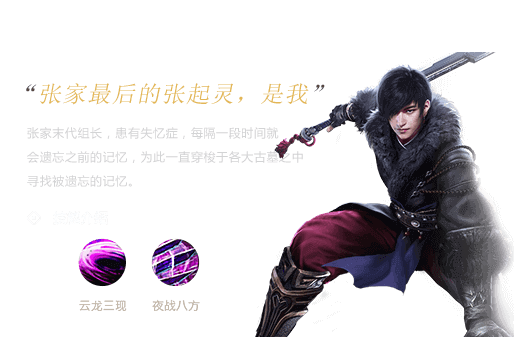 “张家最后的张起灵，是我”
张家末代组长，患有失忆症，每隔一段时间就
会遗忘之前的记忆，为此一直穿梭于各大古墓之中
寻找被遗忘的记忆。
云龙三现
夜战八方